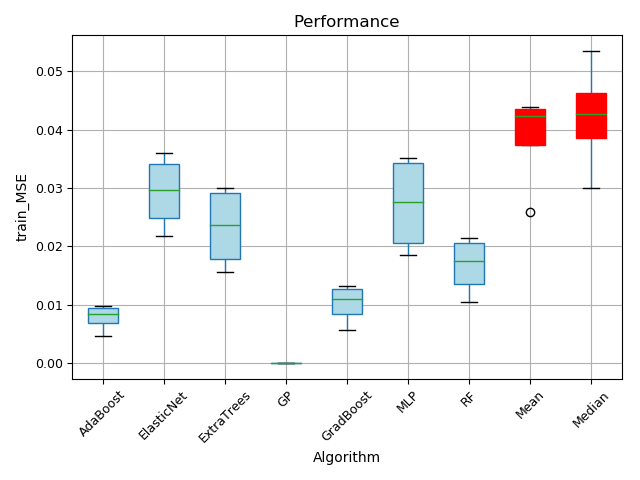 Performance
train_MSE
0.05
0.04
0.03
0.02
0.01
0.00
AdaBoost
ElasticNet
ExtraTrees
GP
GradBoost
MLP
RF
Mean
Median
Algorithm